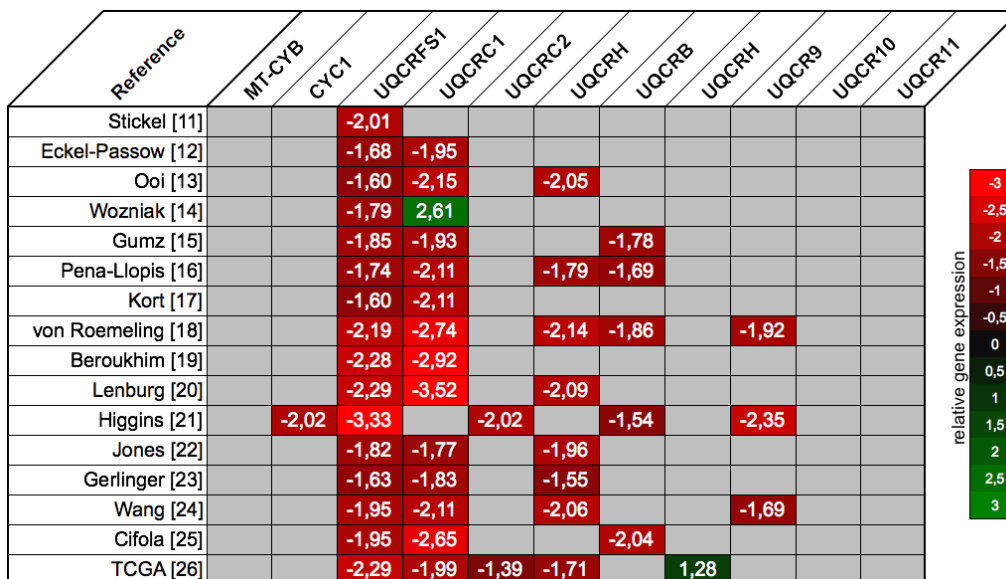 Reference MT-CYB CYC1 UQCRFS1 UQCRC1 UQCRC2 UQCRH UQCRB UQCRH UQCR9 UQCR10 UQCR11
Stickel [11] -2,01
Eckel-Passow [12] -1,68 -1,95
Ooi [13] -1,60 -2,15 -2,05
Wozniak [14] -1,79 2,61
Gumz [15] -1,85 -1,93 -1,78
Pena-Llopis [16] -1,74 -2,11 -1,79 -1,69
Kort [17] -1,60 -2,11
von Roemeling [18] -2,19 -2,74 -2,14 -1,86 -1,92
Beroukhim [19] -2,28 -2,92
Lenburg [20] -2,29 -3,52 -2,09
Higgins [21] -2,02 -3,33 -2,02 -1,54 -2,35
Jones [22] -1,82 -1,77 -1,96
Gerlinger [23] -1,63 -1,83 -1,55
Wang [24] -1,95 -2,11 -2,06 -1,69
Cifola [25] -1,95 -2,65 -2,04
TCGA [26] -2,29 -1,99 -1,39 -1,71 1,28
relative gene expression
-3
-2,5
-2
-1,5
-1
-0,5
0
0,5
1
1,5
2
2,5
3